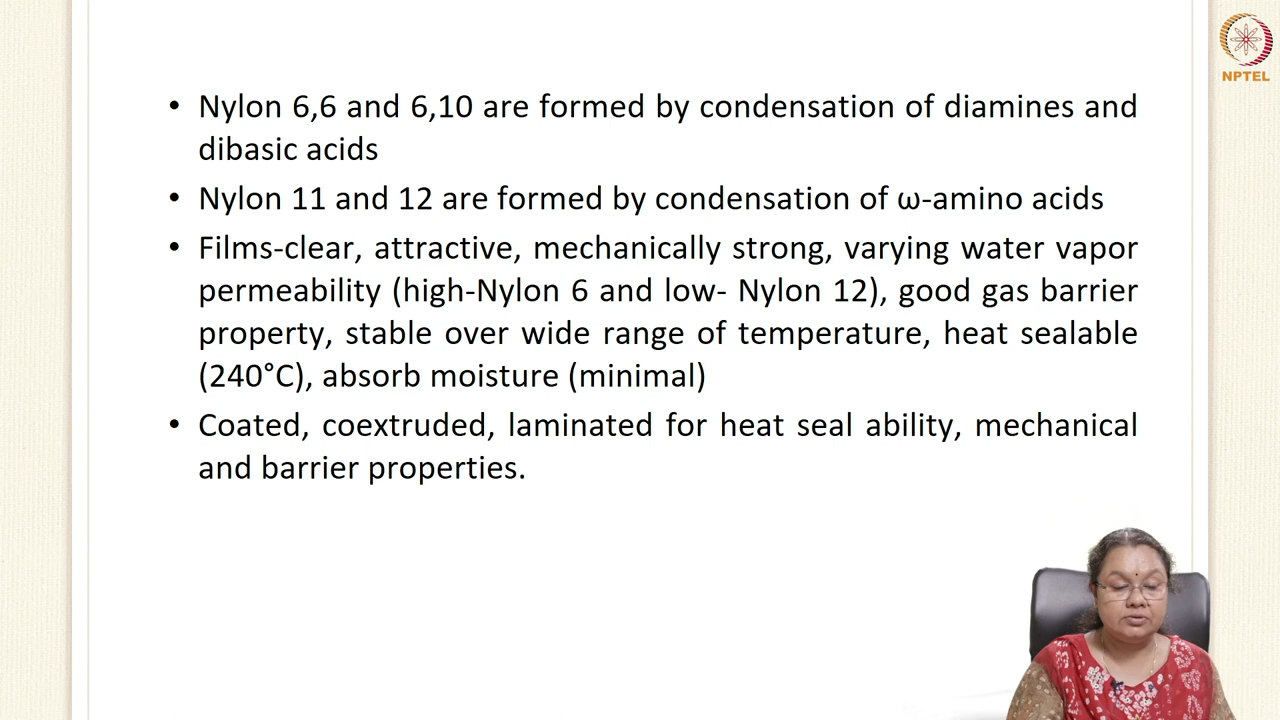 NPTEL
• Nylon 6,6 and 6,10 are formed by condensation of diamines and
dibasic acids
• Nylon 11 and 12 are formed by condensation of ω-amino acids
• Films-clear, attractive, mechanically strong, varying water vapor
permeability (high-Nylon 6 and low- Nylon 12), good gas barrier
property, stable over wide range of temperature, heat sealable
(240°C), absorb moisture (minimal)
• Coated, coextruded, laminated for heat seal ability, mechanical
and barrier properties.